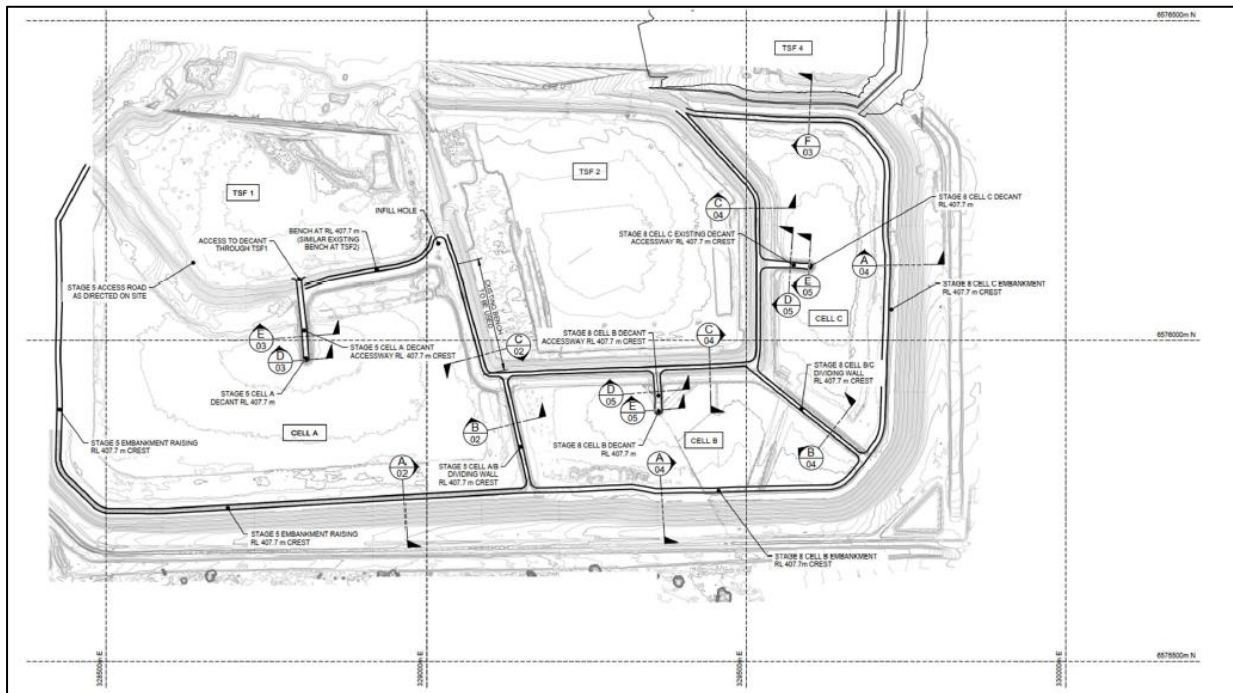 6576500m N
TSF 4
F
03
TSF 1
TSF 2
C
04
STAGE 8 CELL C DECANT
RL 407.7 m
INFILL HOLE
BENCH AT RL 407.7 m
(SIMILAR EXISTING
BENCH AT TSF2)
ACCESS TO DECANT
THROUGH TSF1
STAGE 8 CELL C EXISTING DECANT
ACCESSWAY RL 407.7 m CREST
A
04
STAGE 5 ACCESS ROAD
AS DIRECTED ON SITE
EXISTING BENCH
TO BE USED
E
05
D
05
STAGE 8 CELL C EMBANKMENT
RL 407.7 m CREST
CELL C
E
03
D
03
STAGE 5 CELL A DECANT
ACCESSWAY RL 407.7 m CREST
C
02
STAGE 8 CELL B DECANT
ACCESSWAY RL 407.7 m CREST
C
04
6576000m N
STAGE 5 CELL A
DECANT RL 407.7 m
D
05
E
05
STAGE 8 CELL B/C
DIVIDING WALL
RL 407.7 m CREST
CELL A
B
02
STAGE 8 CELL B DECANT
RL 407.7 m
CELL B
STAGE 5 EMBANKMENT RAISING
RL 407.7 m CREST
A
02
STAGE 5 CELL A/B
DIVIDING WALL
RL 407.7 m CREST
A
04
B
04
STAGE 5 EMBANKMENT RAISING
RL 407.7 m CREST
STAGE 8 CELL B EMBANKMENT
RL 407.7m CREST
6575500m N
328500m E
329000m E
329500m E
330000m E